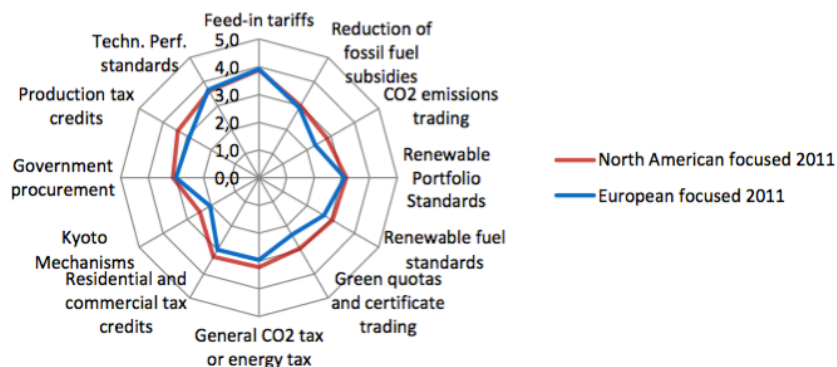 Feed-in tariffs
Reduction of
fossil fuel
subsidies
CO2 emissions
trading
Renewable
Portfolio
Standards
Renewable fuel
standards
Green quotas
and certificate
trading
General CO2 tax
or energy tax
Residential and
commercial tax
credits
Kyoto
Mechanisms
Government
procurement
Production tax
credits
Techn. Perf.
standards
5,0
4,0
3,0
2,0
1,0
0,0
North American focused 2011
European focused 2011